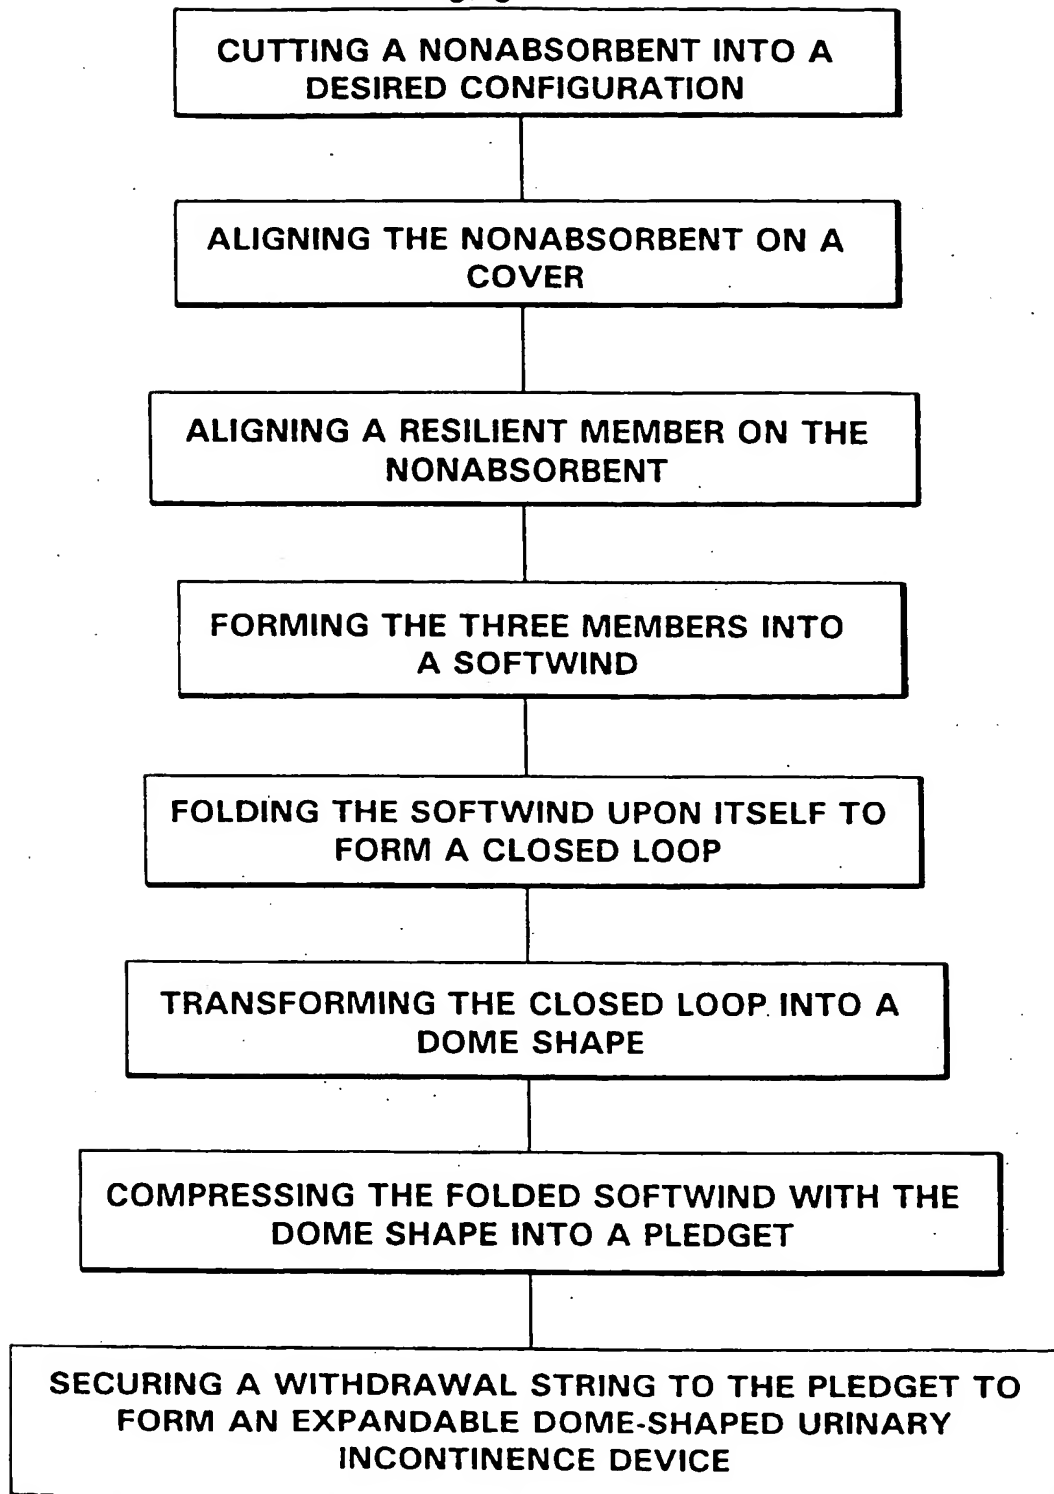 CUTTING A NONABSORBENT INTO A
DESIRED CONFIGURATION
ALIGNING THE NONABSORBENT ON A
COVER
ALIGNING A RESILIENT MEMBER ON THE
NONABSORBENT
FORMING THE THREE MEMBERS INTO
A SOFTWIND
FOLDING THE SOFTWIND UPON ITSELF TO
FORM A CLOSED LOOP
TRANSFORMING THE CLOSED LOOP INTO A
DOME SHAPE
COMPRESSING THE FOLDED SOFTWIND WITH THE
DOME SHAPE INTO A PLEDGET
SECURING A WITHDRAWAL STRING TO THE PLEDGET TO
FORM AN EXPANDABLE DOME-SHAPED URINARY
INCONTINENCE DEVICE